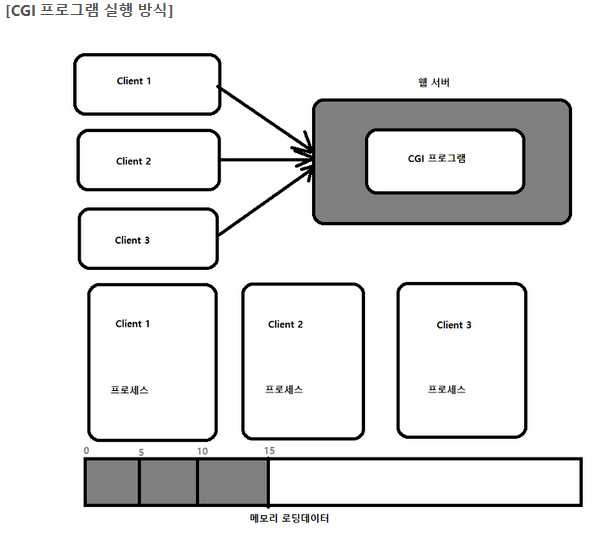 [CGI 프로그램 실행 방식]
Client 1
웹 서버
Client 2
CGI 프로그램
Client 3
Client 1
Client 2
Client 3
프로세스
프로세스
프로세스
0
5
10
15
메모리 로딩데이터